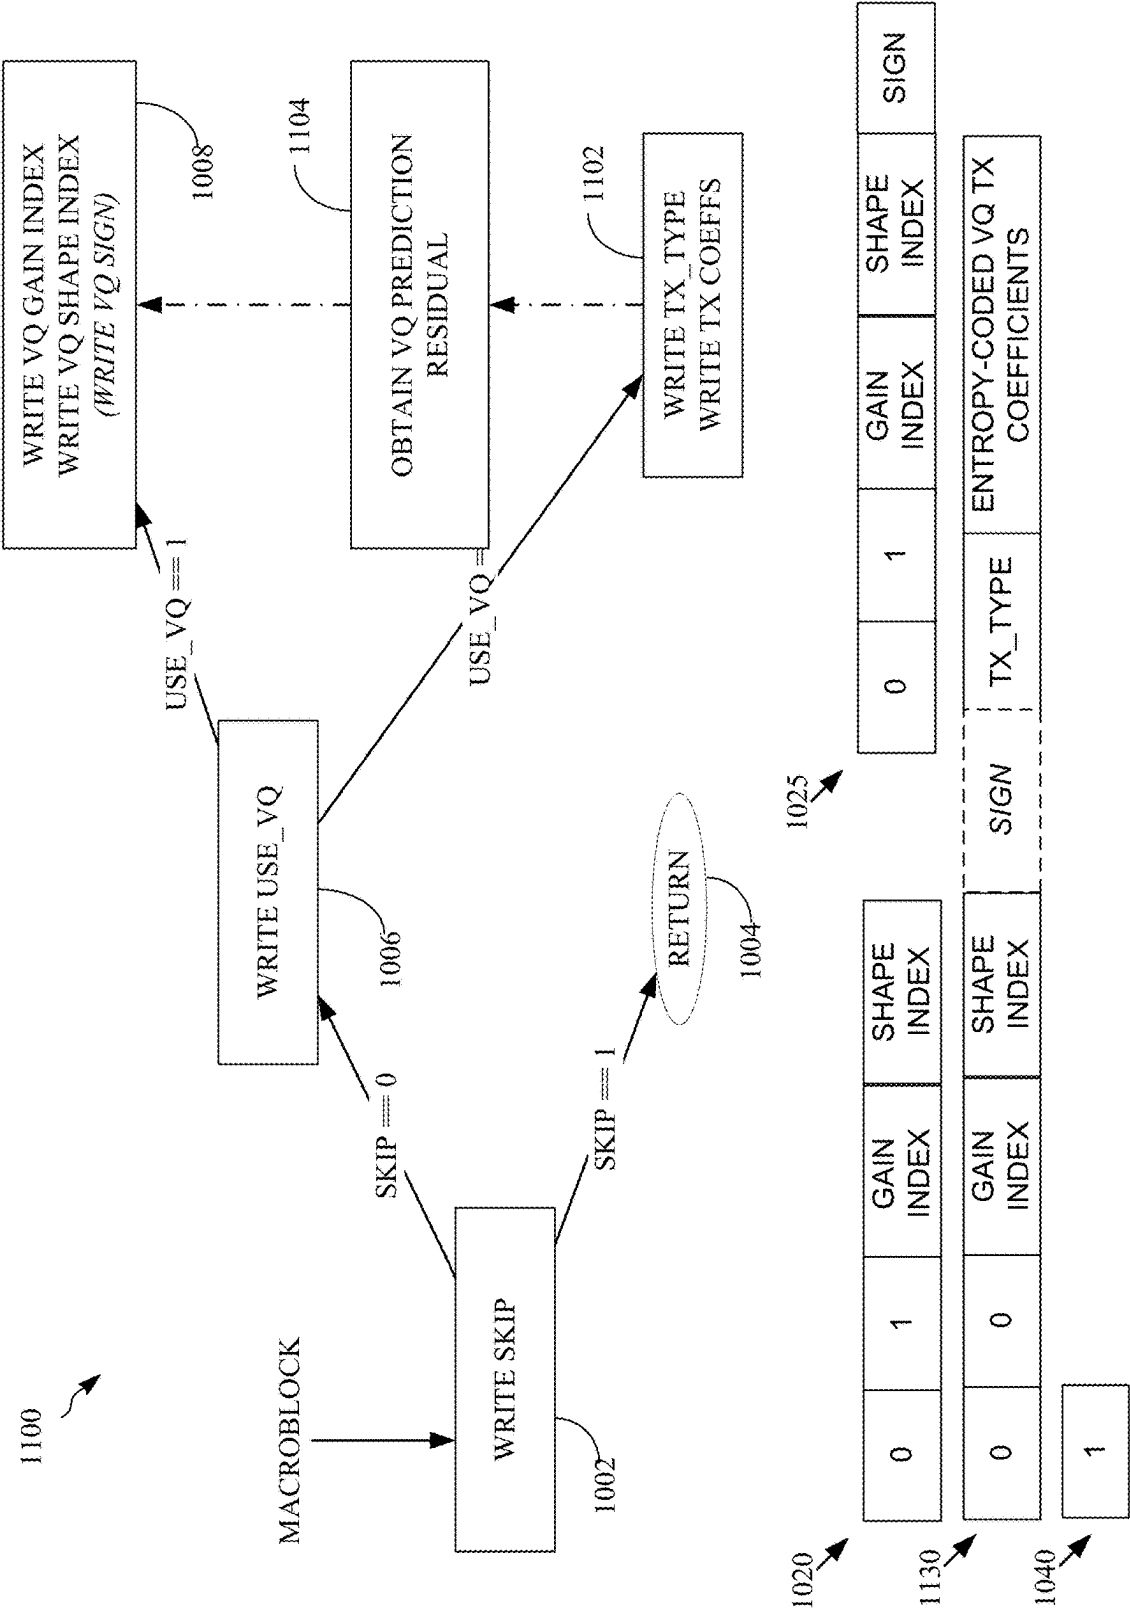 1100
MACROBLOCK
WRITE SKIP
1002
SKIP == 0
SKIP == 1
WRITE USE_VQ
1006
RETURN
1004
USE_VQ == 1
USE_VQ =
WRITE VQ GAIN INDEX
WRITE VQ SHAPE INDEX
(WRITE VQ SIGN)
1008
OBTAIN VQ PREDICTION
RESIDUAL
1104
WRITE TX_TYPE
WRITE TX COEFFS
1102
1020
0
1
GAIN
INDEX
SHAPE
INDEX
1025
0
1
GAIN
INDEX
SHAPE
INDEX
SIGN
1130
0
0
GAIN
INDEX
SHAPE
INDEX
SIGN
TX_TYPE
ENTROPY-CODED VQ TX
COEFFICIENTS
1040
1